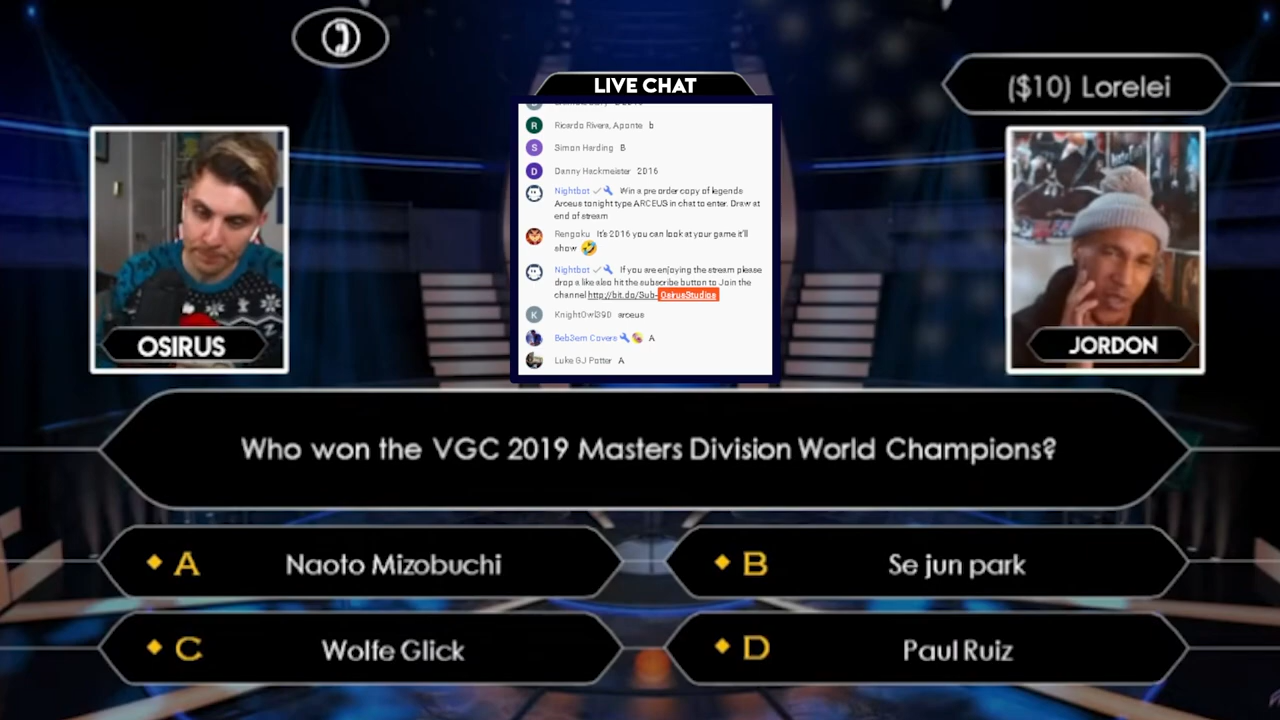 ($10) Lorelei
LIVE CHAT
R Ricardo Rivera, Aponte b
S Simon Harding B
D Danny Hackmeister 2016
Nightbot Win a pre order copy of legends
Arceus tonight type ARCEUS in chat to enter. Draw at
end of stream
Rengoku It's 2016 you can look at your game it'll
show
Nightbot If you are enjoying the stream please
drop a like also hit the subscribe button to Join the
channel http://bit.do/Sub-OsirusStudios
K KnightOwl39D arceus
Beb3em Covers A
Luke GJ Potter A
OSIRUS
JORDON
Who won the VGC 2019 Masters Division World Champions?
A Naoto Mizobuchi
B Se jun park
C Wolfe Glick
D Paul Ruiz